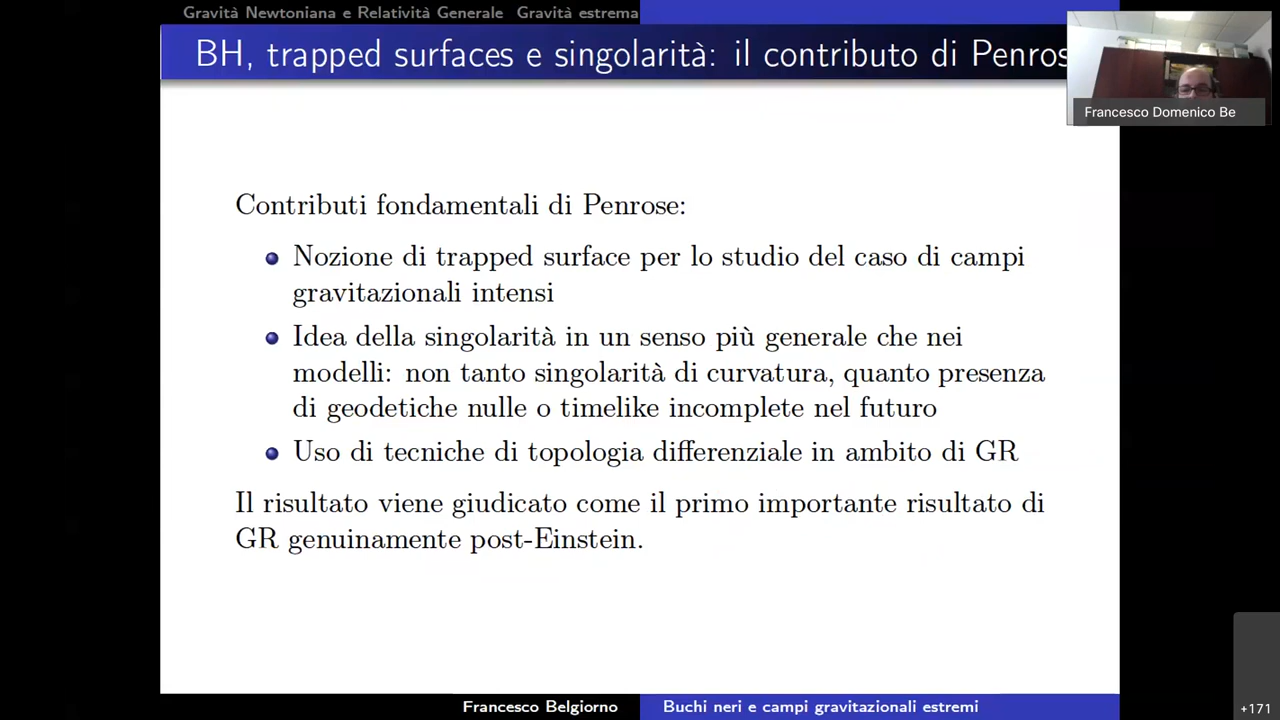 Gravità Newtoniana e Relatività Generale Gravità estrema
BH, trapped surfaces e singolarità: il contributo di Penros
Francesco Domenico Be
Contributi fondamentali di Penrose:
Nozione di trapped surface per lo studio del caso di campi
gravitazionali intensi
Idea della singolarità in un senso più generale che nei
modelli: non tanto singolarità di curvatura, quanto presenza
di geodetiche nulle o timelike incomplete nel futuro
Uso di tecniche di topologia differenziale in ambito di GR
Il risultato viene giudicato come il primo importante risultato di
GR genuinamente post-Einstein.
Francesco Belgiorno Buchi neri e campi gravitazionali estremi
+171